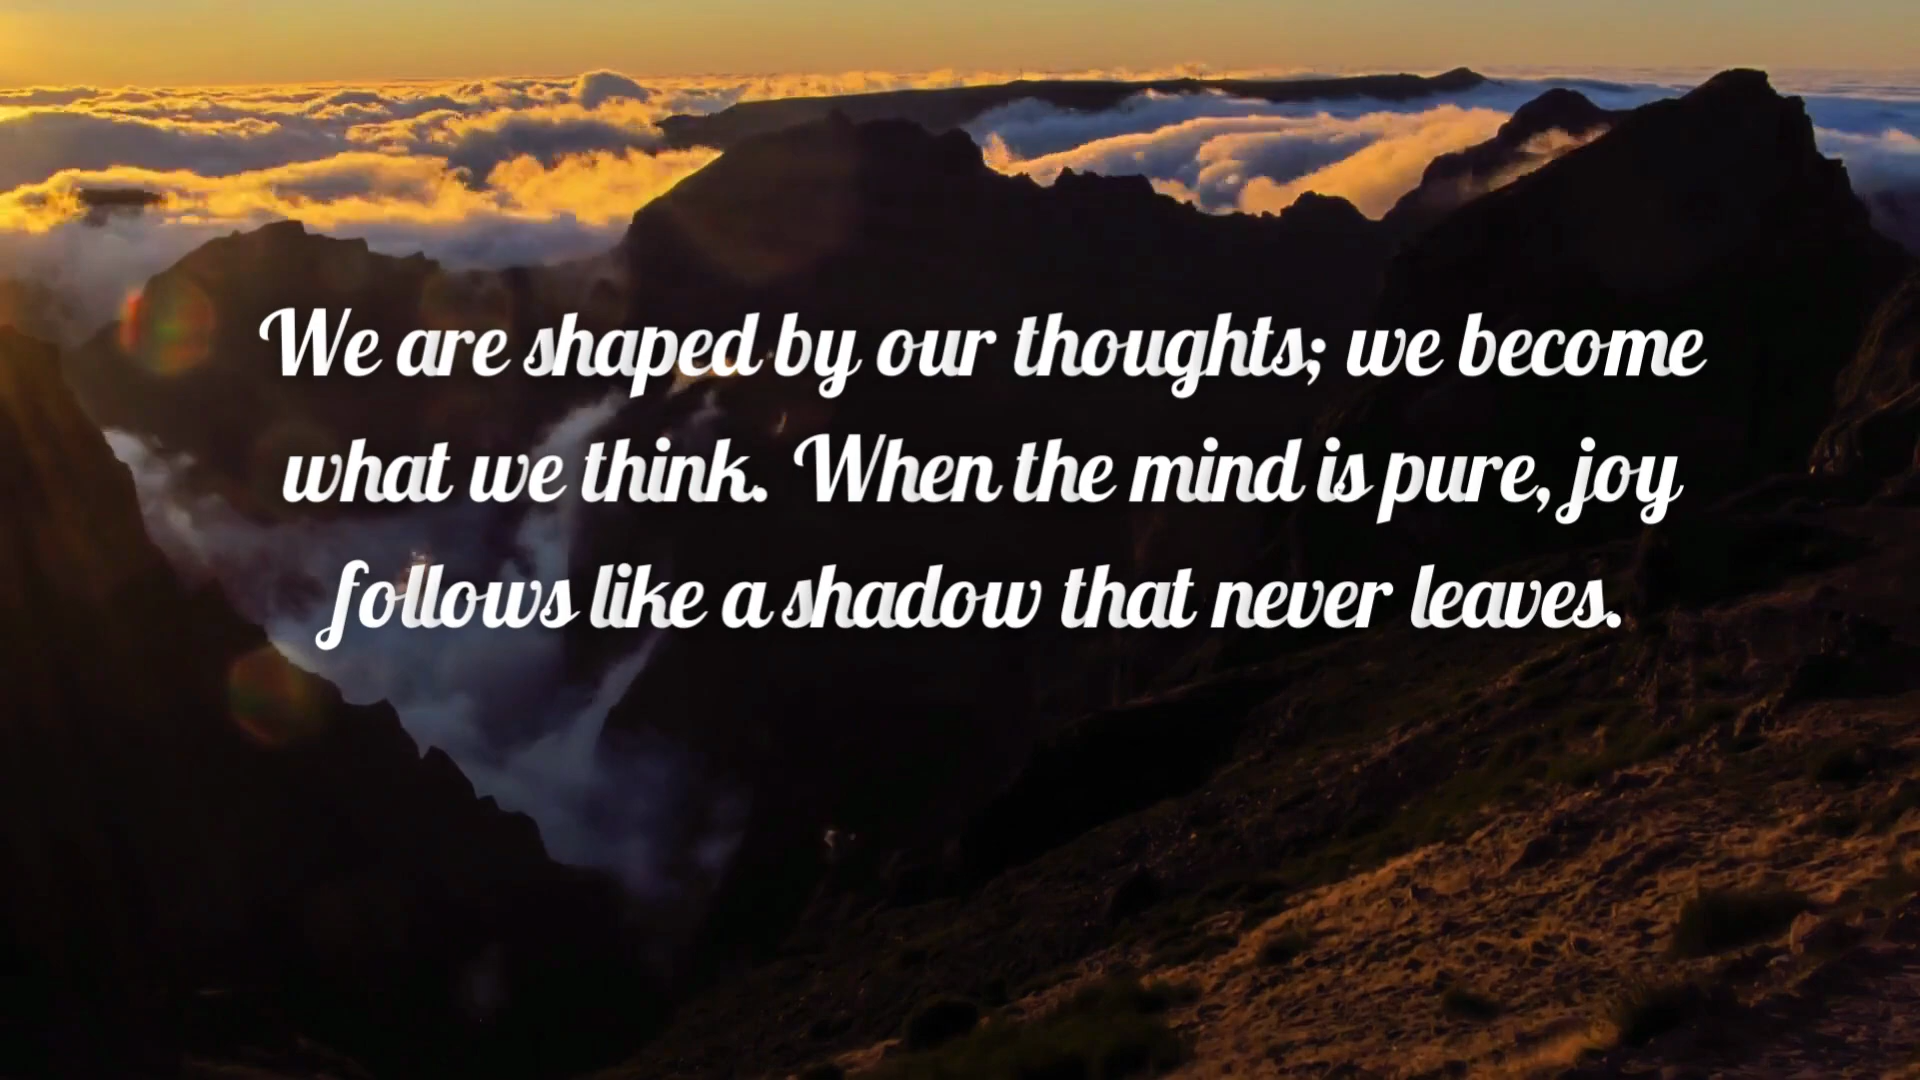 We are shaped by our thoughts; we become
what we think. When the mind is pure, joy
follows like a shadow that never leaves.